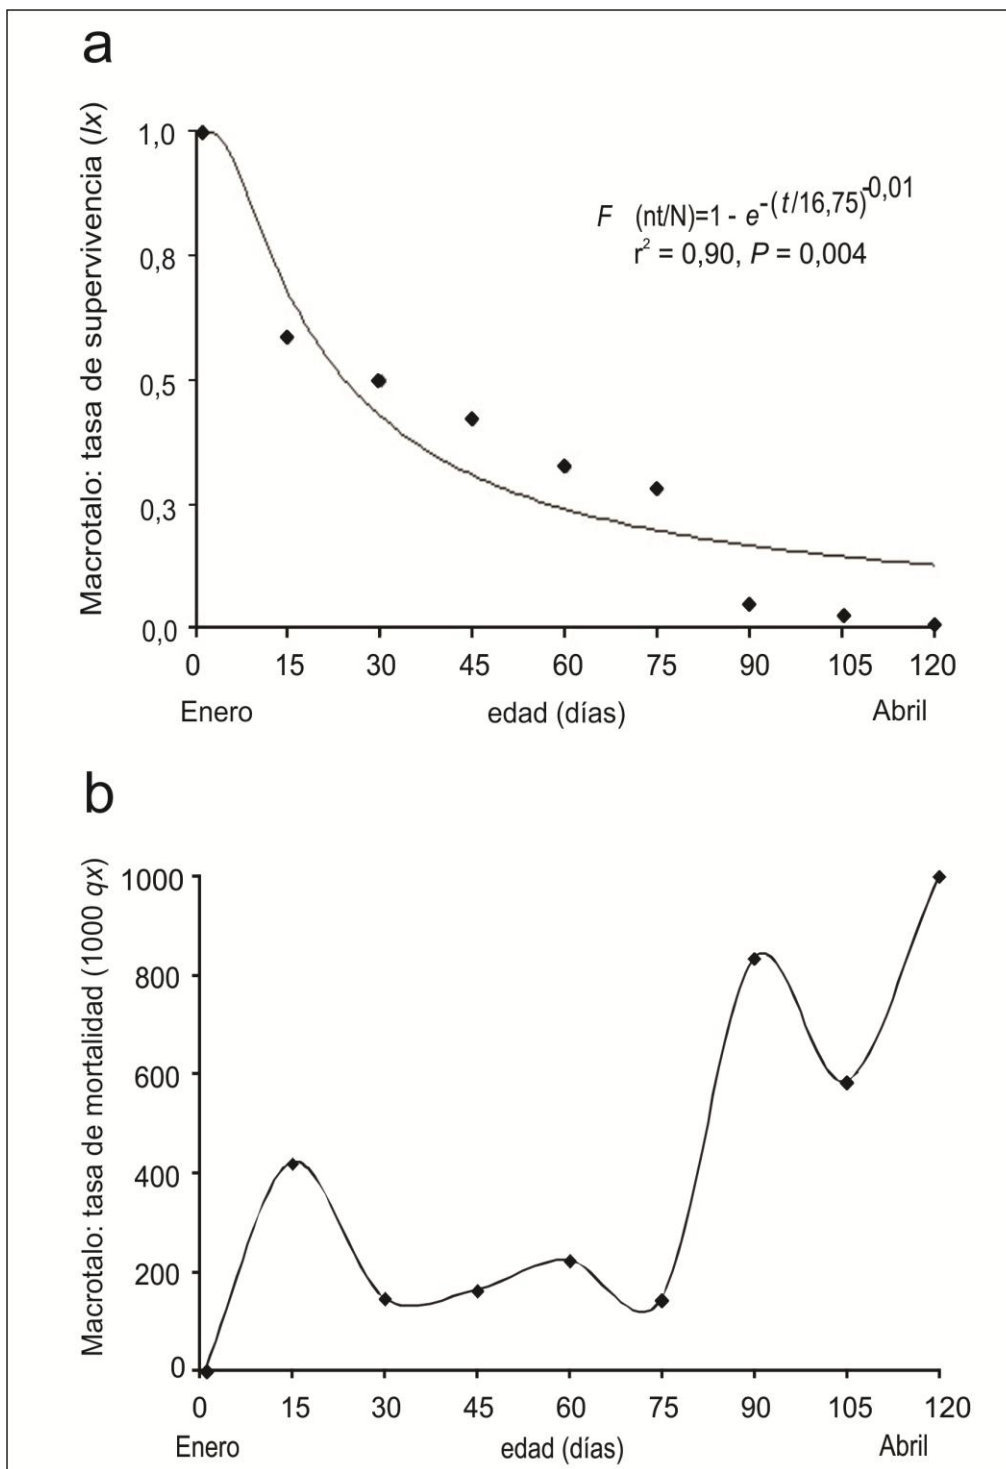 a
Macrotalo: tasa de supervivencia (lx)
1,0
0,8
0,5
0,3
0,0
F (nt/N)=1 - e-(t/16,75)-0,01
r² = 0,90, P = 0,004
0 15 30 45 60 75 90 105 120
Enero edad (días) Abril
b
Macrotalo: tasa de mortalidad (1000 qx)
1000
800
600
400
200
0
0 15 30 45 60 75 90 105 120
Enero edad (días) Abril